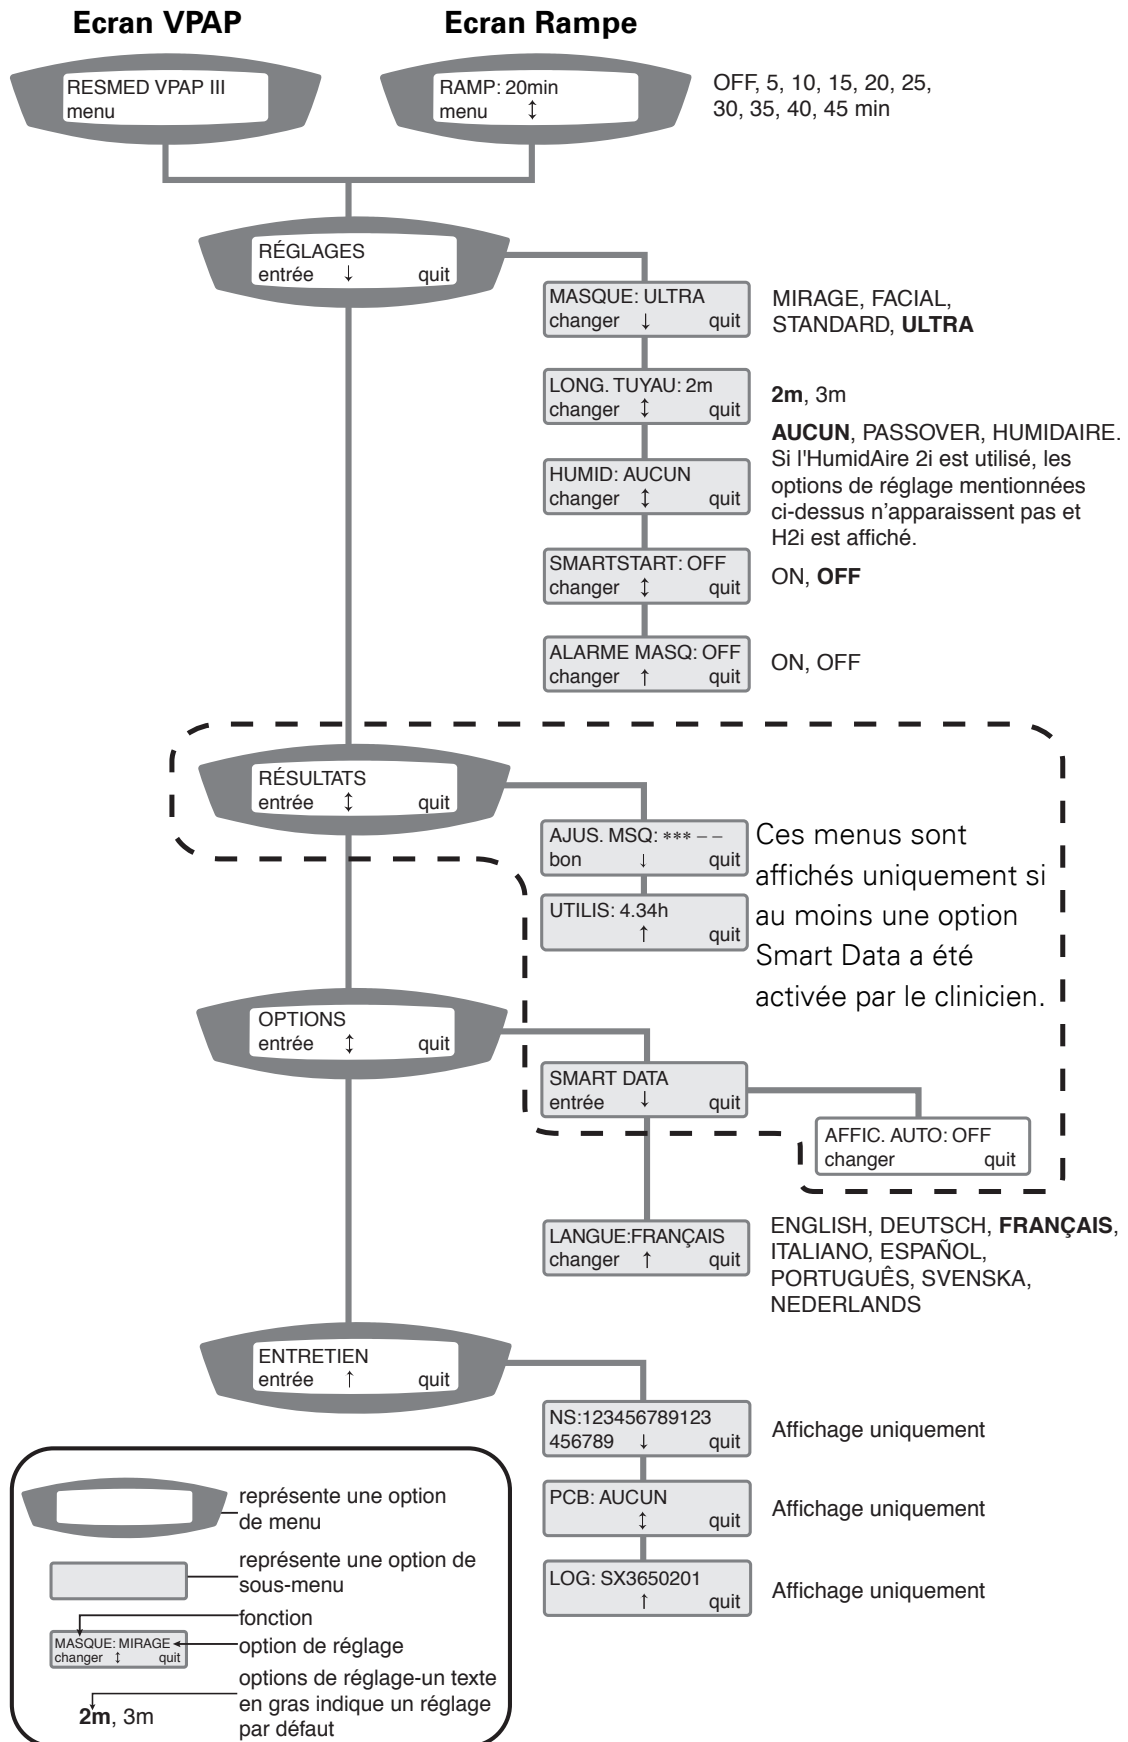 Ecran VPAP
Ecran Rampe
RESMED VPAP III
menu
RAMP: 20min
menu ↕
OFF, 5, 10, 15, 20, 25,
30, 35, 40, 45 min
RÉGLAGES
entrée ↓ quit
MASQUE: ULTRA
changer ↓ quit
MIRAGE, FACIAL,
STANDARD, ULTRA
LONG. TUYAU: 2m
changer ↕ quit
2m, 3m
HUMID: AUCUN
changer ↕ quit
AUCUN, PASSOVER, HUMIDAIRE.
Si l'HumidAire 2i est utilisé, les
options de réglage mentionnées
ci-dessus n’apparaissent pas et
H2i est affiché.
SMARTSTART: OFF
changer ↕ quit
ON, OFF
ALARME MASQ: OFF
changer ↑ quit
ON, OFF
RÉSULTATS
entrée ↕ quit
AJUS. MSQ: *** – –
bon ↓ quit
UTILIS: 4.34h
↑ quit
Ces menus sont
affichés uniquement si
au moins une option
Smart Data a été
activée par le clinicien.
OPTIONS
entrée ↕ quit
SMART DATA
entrée ↓ quit
AFFIC. AUTO: OFF
changer quit
LANGUE:FRANÇAIS
changer ↑ quit
ENGLISH, DEUTSCH, FRANÇAIS,
ITALIANO, ESPAÑOL,
PORTUGUÊS, SVENSKA,
NEDERLANDS
ENTRETIEN
entrée ↑ quit
NS:123456789123
456789 ↓ quit
Affichage uniquement
PCB: AUCUN
↕ quit
Affichage uniquement
LOG: SX3650201
↑ quit
Affichage uniquement
représente une option
de menu
représente une option de
sous-menu
fonction
MASQUE: MIRAGE
changer ↕ quit
option de réglage
2m, 3m
options de réglage-un texte
en gras indique un réglage
par défaut